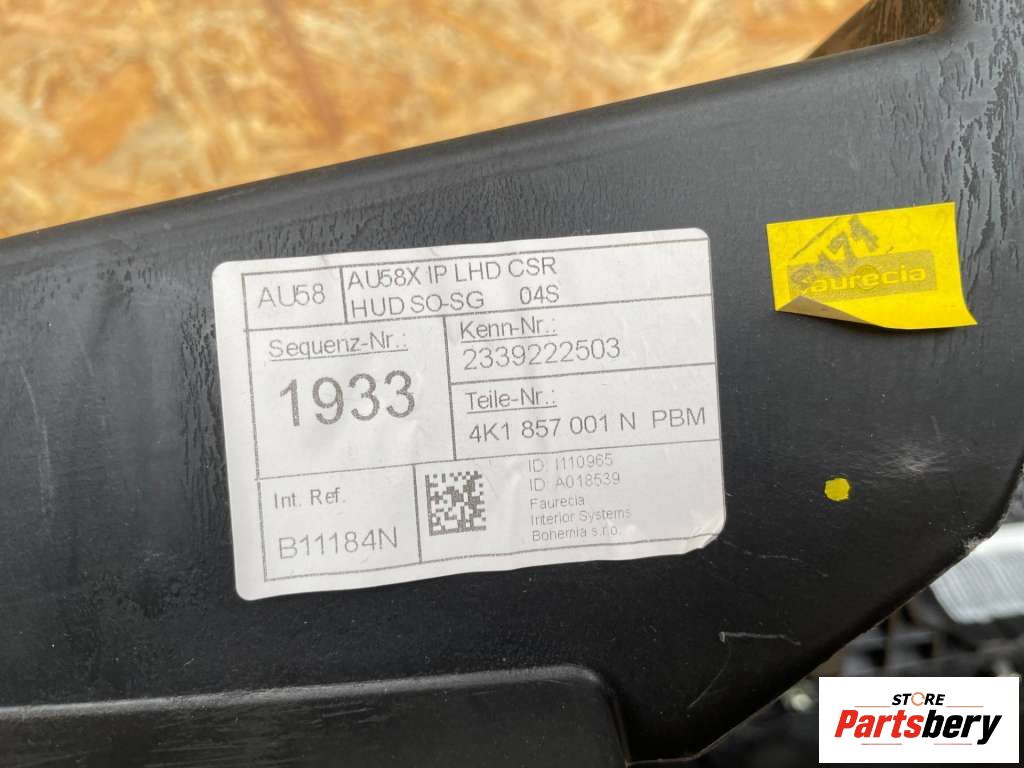 AU58
AU58X IP LHD CSR
HUD SO-SG 04S
Sequenz-Nr.:
1933
Kenn-Nr.:
2339222503
Teile-Nr.:
4K1 857 001 N PBM
Int. Ref.
B11184N
ID: I110965
ID: A018539
Faurecia
Interior Systems
Bohemia s.r.o.
faurecia
STORE
Partsbery